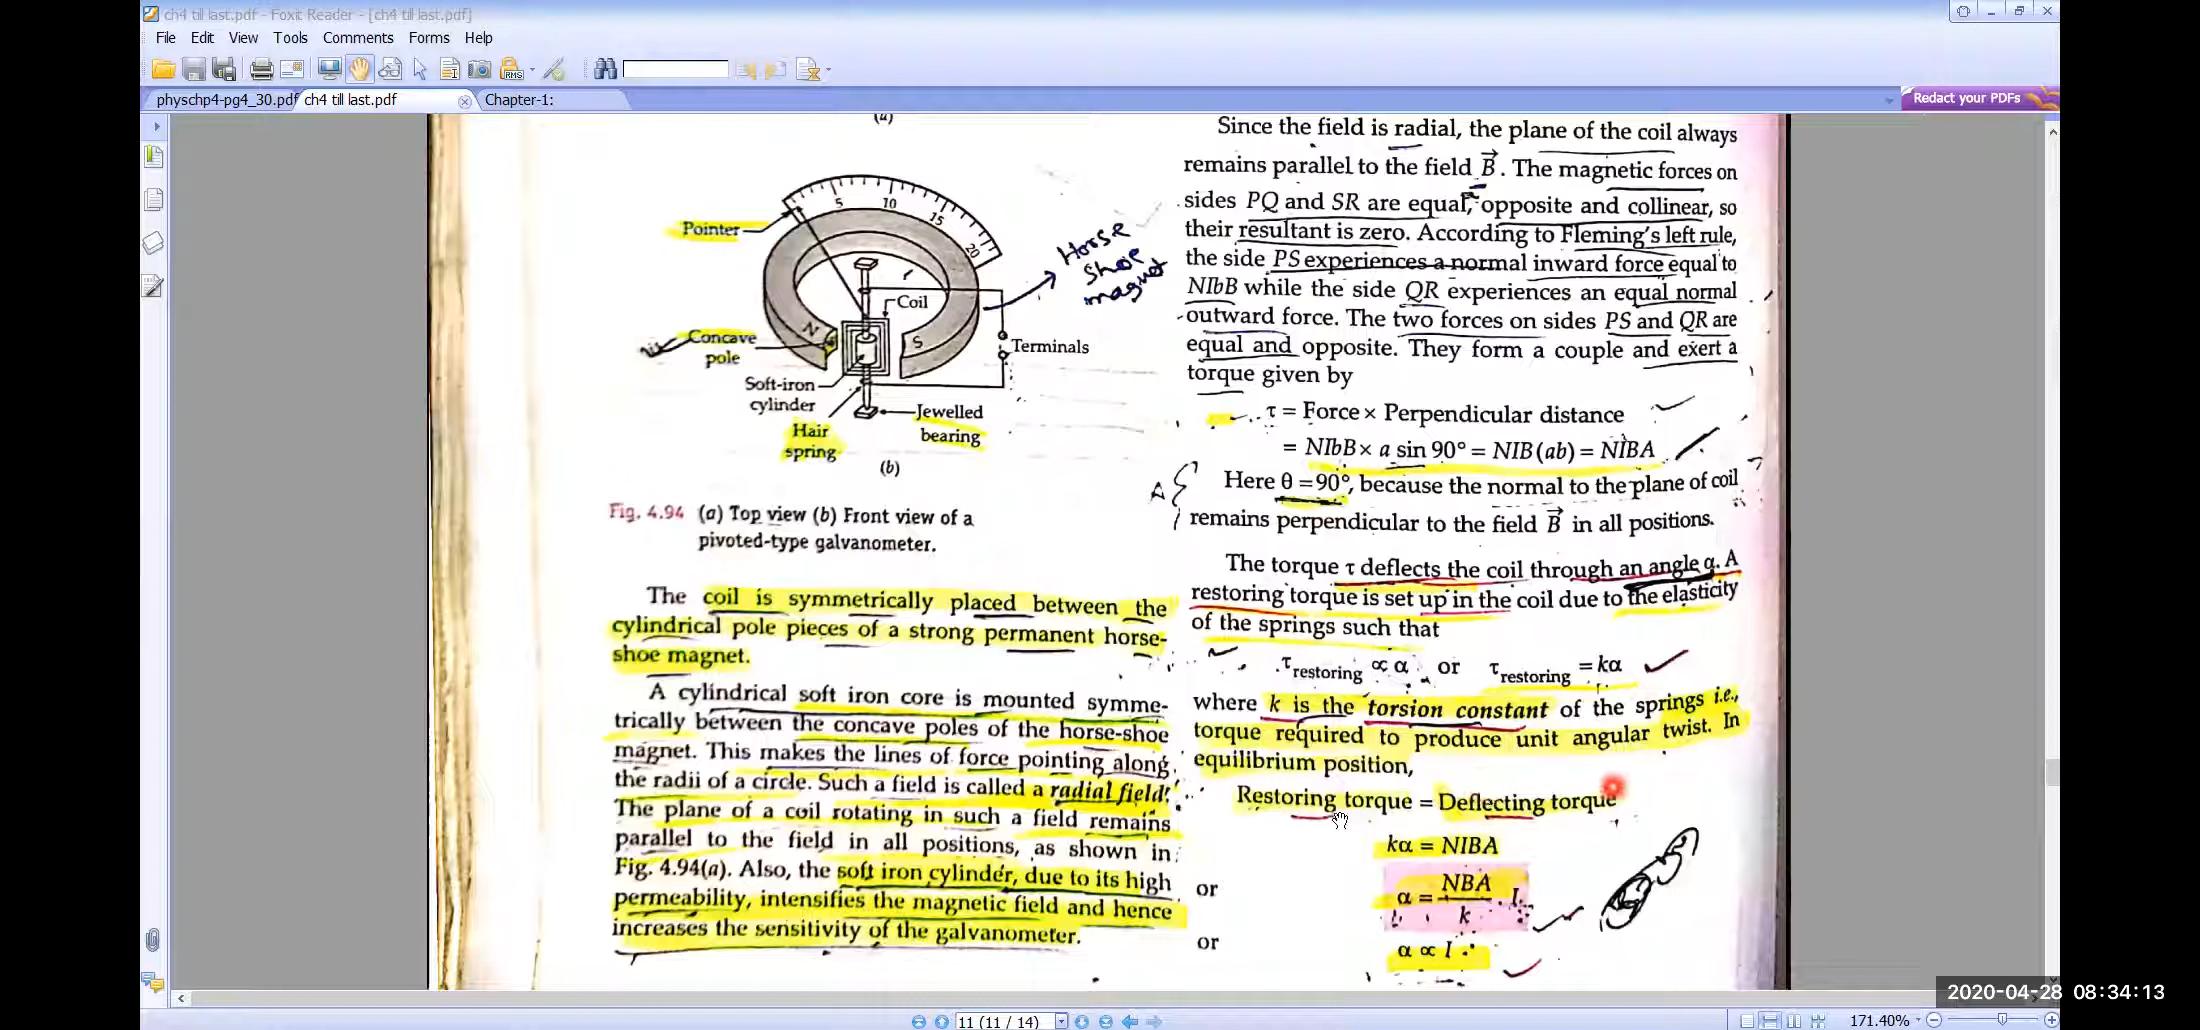 ch4 till last.pdf - Foxit Reader - [ch4 till last.pdf]
File Edit View Tools Comments Forms Help
physchp4-pg4_30.pdf ch4 till last.pdf Chapter-1:
Redact your PDFs
(a)
5 10 15 20
Pointer
Horse
shoe
magnet
Coil
N
S
Concave
pole
Terminals
Soft-iron
cylinder
Jewelled
bearing
Hair
spring
(b)
Fig. 4.94 (a) Top view (b) Front view of a
pivoted-type galvanometer.
The coil is symmetrically placed between the
cylindrical pole pieces of a strong permanent horse-
shoe magnet.
A cylindrical soft iron core is mounted symme-
trically between the concave poles of the horse-shoe
magnet. This makes the lines of force pointing along
the radii of a circle. Such a field is called a radial field.
The plane of a coil rotating in such a field remains
parallel to the field in all positions, as shown in
Fig. 4.94(a). Also, the soft iron cylinder, due to its high
permeability, intensifies the magnetic field and hence
increases the sensitivity of the galvanometer.
Since the field is radial, the plane of the coil always
remains parallel to the field B⃗. The magnetic forces on
sides PQ and SR are equal, opposite and collinear, so
their resultant is zero. According to Fleming's left rule,
the side PS experiences a normal inward force equal to
NIbB while the side QR experiences an equal normal
outward force. The two forces on sides PS and QR are
equal and opposite. They form a couple and exert a
torque given by
τ = Force × Perpendicular distance
= NIbB × a sin 90° = NIB (ab) = NIBA
Here θ = 90°, because the normal to the plane of coil
remains perpendicular to the field B⃗ in all positions.
The torque τ deflects the coil through an angle α. A
restoring torque is set up in the coil due to the elasticity
of the springs such that
τrestoring ∝ α or τrestoring = kα
where k is the torsion constant of the springs i.e.,
torque required to produce unit angular twist. In
equilibrium position,
Restoring torque = Deflecting torque
kα = NIBA
or α = NBA/k . I
or α ∝ I
2020-04-28 08:34:13
11 (11 / 14)
171.40%